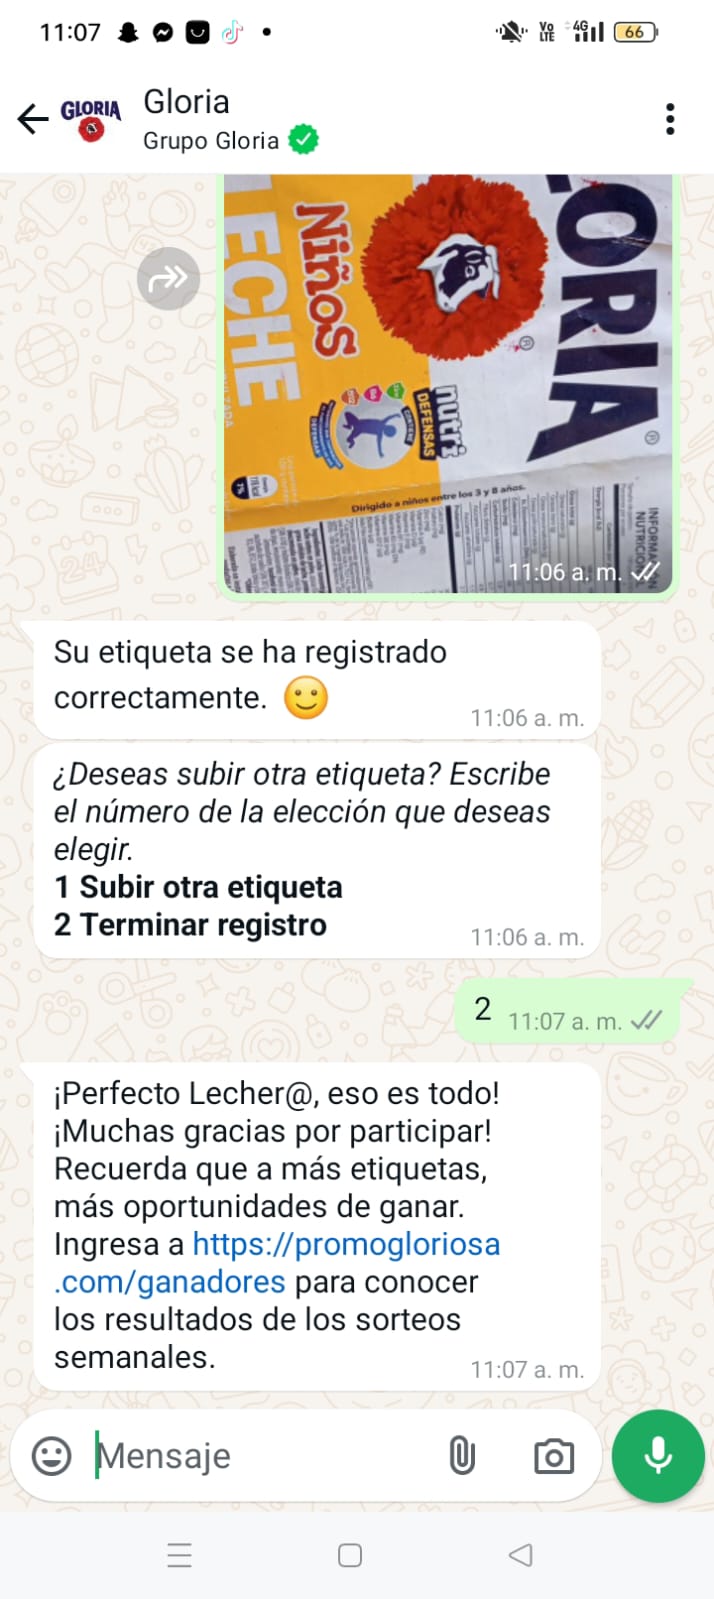 11:07
Vo
LTE
4G
66
GLORIA
Gloria
Grupo Gloria
ORIA
®
Niños
LECHE
nutri
DEFENSAS
®
Dirigido a niños entre los 3 y 8 años.
7%
11:06 a. m.
Su etiqueta se ha registrado
correctamente. 🙂
11:06 a. m.
¿Deseas subir otra etiqueta? Escribe
el número de la elección que deseas
elegir.
1 Subir otra etiqueta
2 Terminar registro
11:06 a. m.
2
11:07 a. m.
¡Perfecto Lecher@, eso es todo!
¡Muchas gracias por participar!
Recuerda que a más etiquetas,
más oportunidades de ganar.
Ingresa a https://promogloriosa
.com/ganadores para conocer
los resultados de los sorteos
semanales.
11:07 a. m.
Mensaje